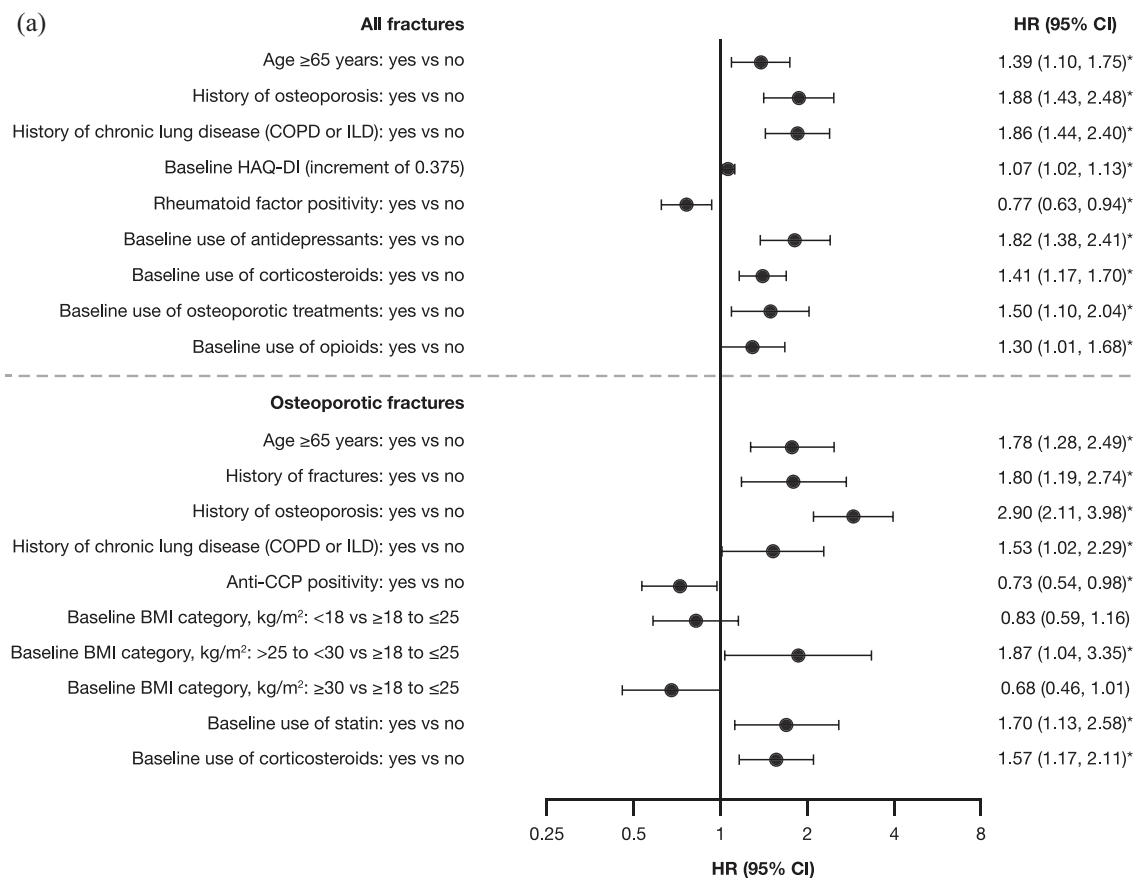 (a)
All fractures HR (95% CI)
Age ≥65 years: yes vs no 1.39 (1.10, 1.75)*
History of osteoporosis: yes vs no 1.88 (1.43, 2.48)*
History of chronic lung disease (COPD or ILD): yes vs no 1.86 (1.44, 2.40)*
Baseline HAQ-DI (increment of 0.375) 1.07 (1.02, 1.13)*
Rheumatoid factor positivity: yes vs no 0.77 (0.63, 0.94)*
Baseline use of antidepressants: yes vs no 1.82 (1.38, 2.41)*
Baseline use of corticosteroids: yes vs no 1.41 (1.17, 1.70)*
Baseline use of osteoporotic treatments: yes vs no 1.50 (1.10, 2.04)*
Baseline use of opioids: yes vs no 1.30 (1.01, 1.68)*
Osteoporotic fractures
Age ≥65 years: yes vs no 1.78 (1.28, 2.49)*
History of fractures: yes vs no 1.80 (1.19, 2.74)*
History of osteoporosis: yes vs no 2.90 (2.11, 3.98)*
History of chronic lung disease (COPD or ILD): yes vs no 1.53 (1.02, 2.29)*
Anti-CCP positivity: yes vs no 0.73 (0.54, 0.98)*
Baseline BMI category, kg/m²: <18 vs ≥18 to ≤25 0.83 (0.59, 1.16)
Baseline BMI category, kg/m²: >25 to <30 vs ≥18 to ≤25 1.87 (1.04, 3.35)*
Baseline BMI category, kg/m²: ≥30 vs ≥18 to ≤25 0.68 (0.46, 1.01)
Baseline use of statin: yes vs no 1.70 (1.13, 2.58)*
Baseline use of corticosteroids: yes vs no 1.57 (1.17, 2.11)*
0.25 0.5 1 2 4 8
HR (95% CI)